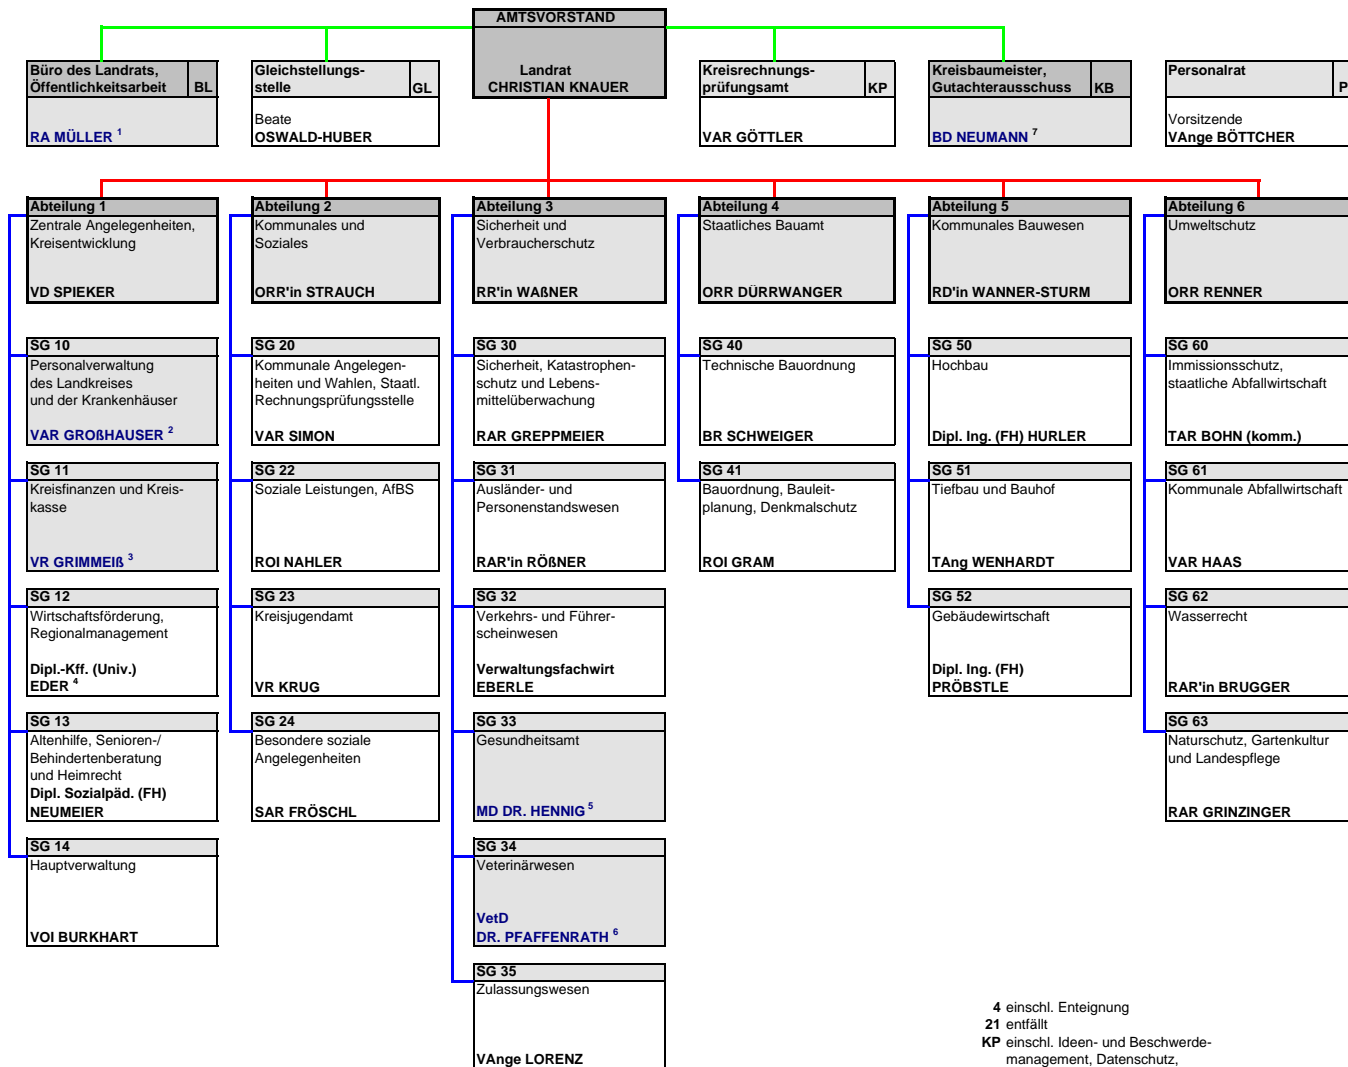 AMTSVORSTAND
Landrat
CHRISTIAN KNAUER
Büro des Landrats,
Öffentlichkeitsarbeit BL
RA MÜLLER 1
Gleichstellungs-
stelle GL
Beate
OSWALD-HUBER
Kreisrechnungs-
prüfungsamt KP
VAR GÖTTLER
Kreisbaumeister,
Gutachterausschuss KB
BD NEUMANN 7
Personalrat
P
Vorsitzende
VAnge BÖTTCHER
Abteilung 1
Zentrale Angelegenheiten,
Kreisentwicklung
VD SPIEKER
SG 10
Personalverwaltung
des Landkreises
und der Krankenhäuser
VAR GROßHAUSER 2
SG 11
Kreisfinanzen und Kreis-
kasse
VR GRIMMEIß 3
SG 12
Wirtschaftsförderung,
Regionalmanagement
Dipl.-Kff. (Univ.)
EDER 4
SG 13
Altenhilfe, Senioren-/
Behindertenberatung
und Heimrecht
Dipl. Sozialpäd. (FH)
NEUMEIER
SG 14
Hauptverwaltung
VOI BURKHART
Abteilung 2
Kommunales und
Soziales
ORR'in STRAUCH
SG 20
Kommunale Angelegen-
heiten und Wahlen, Staatl.
Rechnungsprüfungsstelle
VAR SIMON
SG 22
Soziale Leistungen, AfBS
ROI NAHLER
SG 23
Kreisjugendamt
VR KRUG
SG 24
Besondere soziale
Angelegenheiten
SAR FRÖSCHL
Abteilung 3
Sicherheit und
Verbraucherschutz
RR'in WAßNER
SG 30
Sicherheit, Katastrophen-
schutz und Lebens-
mittelüberwachung
RAR GREPPMEIER
SG 31
Ausländer- und
Personenstandswesen
RAR'in RÖßNER
SG 32
Verkehrs- und Führer-
scheinwesen
Verwaltungsfachwirt
EBERLE
SG 33
Gesundheitsamt
MD DR. HENNIG 5
SG 34
Veterinärwesen
VetD
DR. PFAFFENRATH 6
SG 35
Zulassungswesen
VAnge LORENZ
Abteilung 4
Staatliches Bauamt
ORR DÜRRWANGER
SG 40
Technische Bauordnung
BR SCHWEIGER
SG 41
Bauordnung, Bauleit-
planung, Denkmalschutz
ROI GRAM
Abteilung 5
Kommunales Bauwesen
RD'in WANNER-STURM
SG 50
Hochbau
Dipl. Ing. (FH) HURLER
SG 51
Tiefbau und Bauhof
TAng WENHARDT
SG 52
Gebäudewirtschaft
Dipl. Ing. (FH)
PRÖBSTLE
Abteilung 6
Umweltschutz
ORR RENNER
SG 60
Immissionsschutz,
staatliche Abfallwirtschaft
TAR BOHN (komm.)
SG 61
Kommunale Abfallwirtschaft
VAR HAAS
SG 62
Wasserrecht
RAR'in BRUGGER
SG 63
Naturschutz, Gartenkultur
und Landespflege
RAR GRINZINGER
4 einschl. Enteignung
21 entfällt
KP einschl. Ideen- und Beschwerde-
management, Datenschutz,